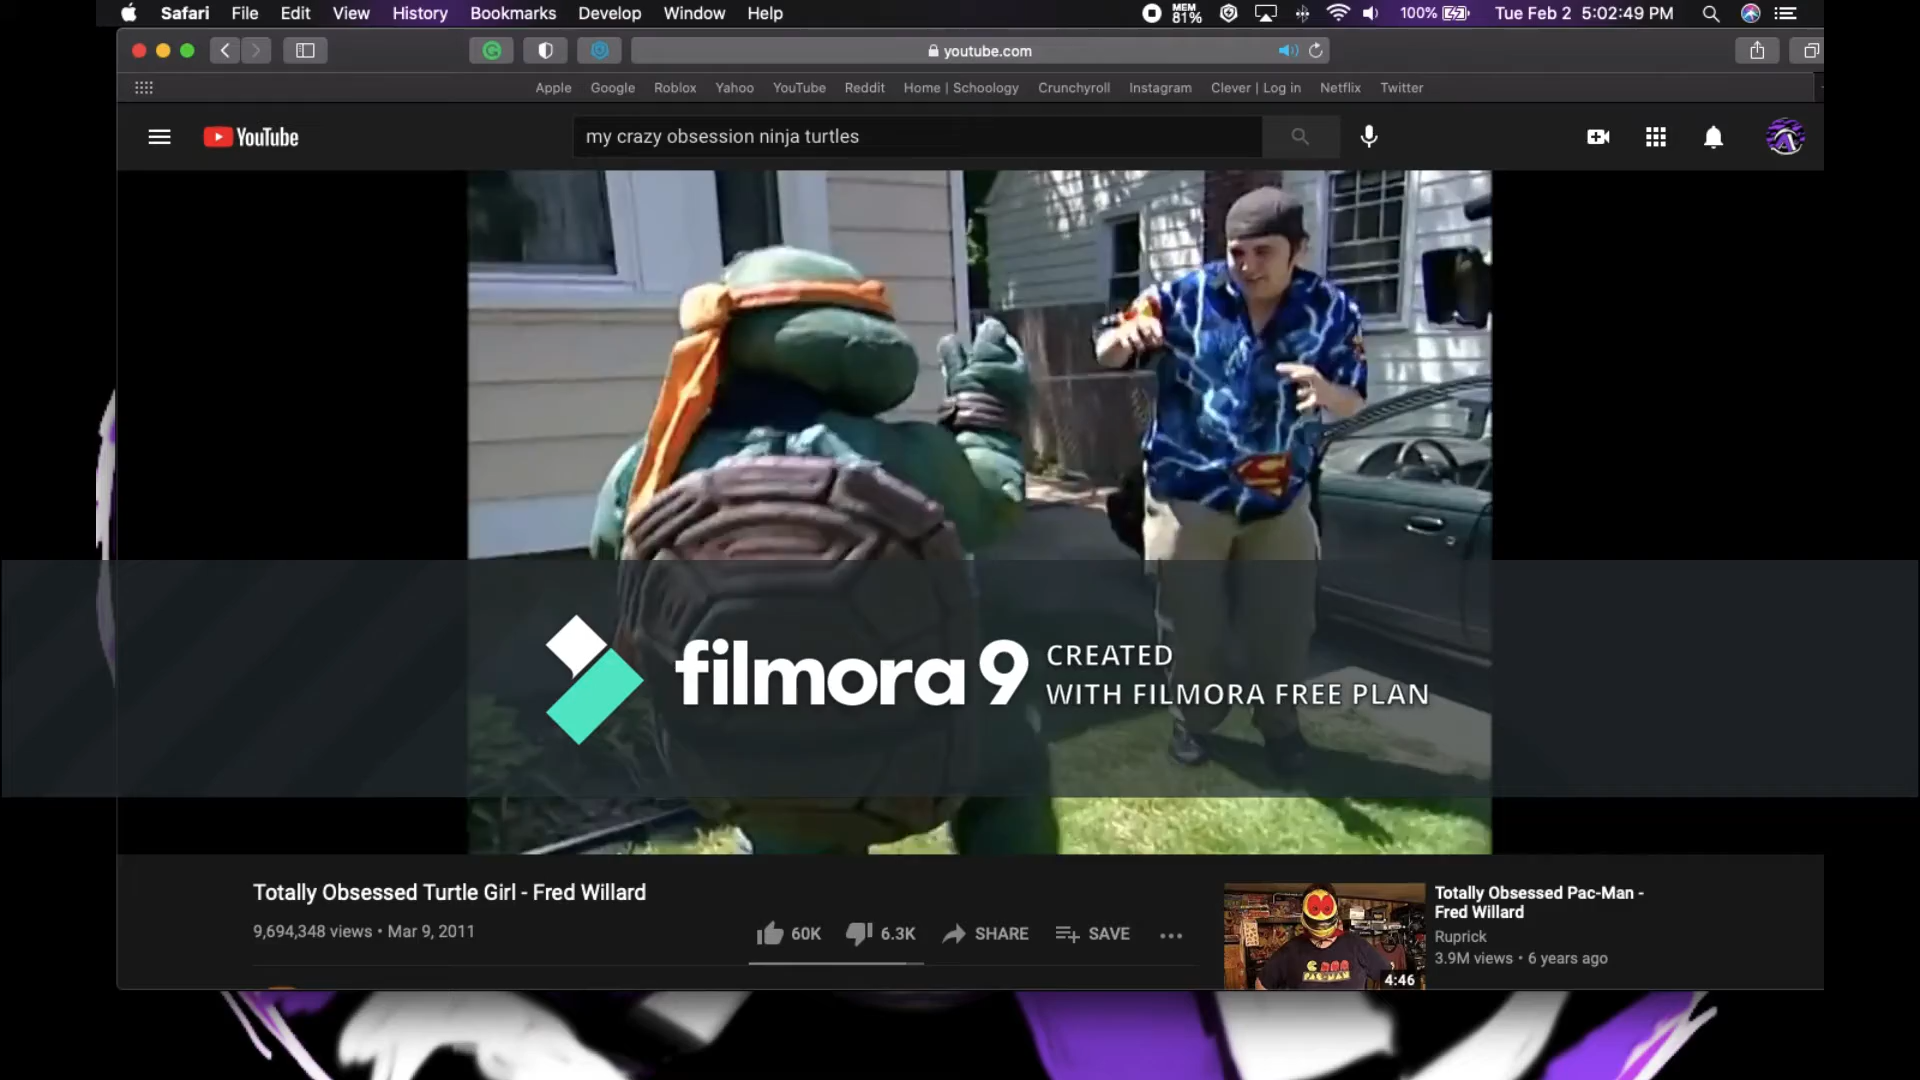 Safari File Edit View History Bookmarks Develop Window Help MEM 81% 100% Tue Feb 2 5:02:49 PM
youtube.com
Apple Google Roblox Yahoo YouTube Reddit Home | Schoology Crunchyroll Instagram Clever | Log in Netflix Twitter
YouTube my crazy obsession ninja turtles
filmora9 CREATED
WITH FILMORA FREE PLAN
Totally Obsessed Turtle Girl - Fred Willard
9,694,348 views • Mar 9, 2011
60K 6.3K SHARE SAVE
4:46
Totally Obsessed Pac-Man -
Fred Willard
Ruprick
3.9M views • 6 years ago